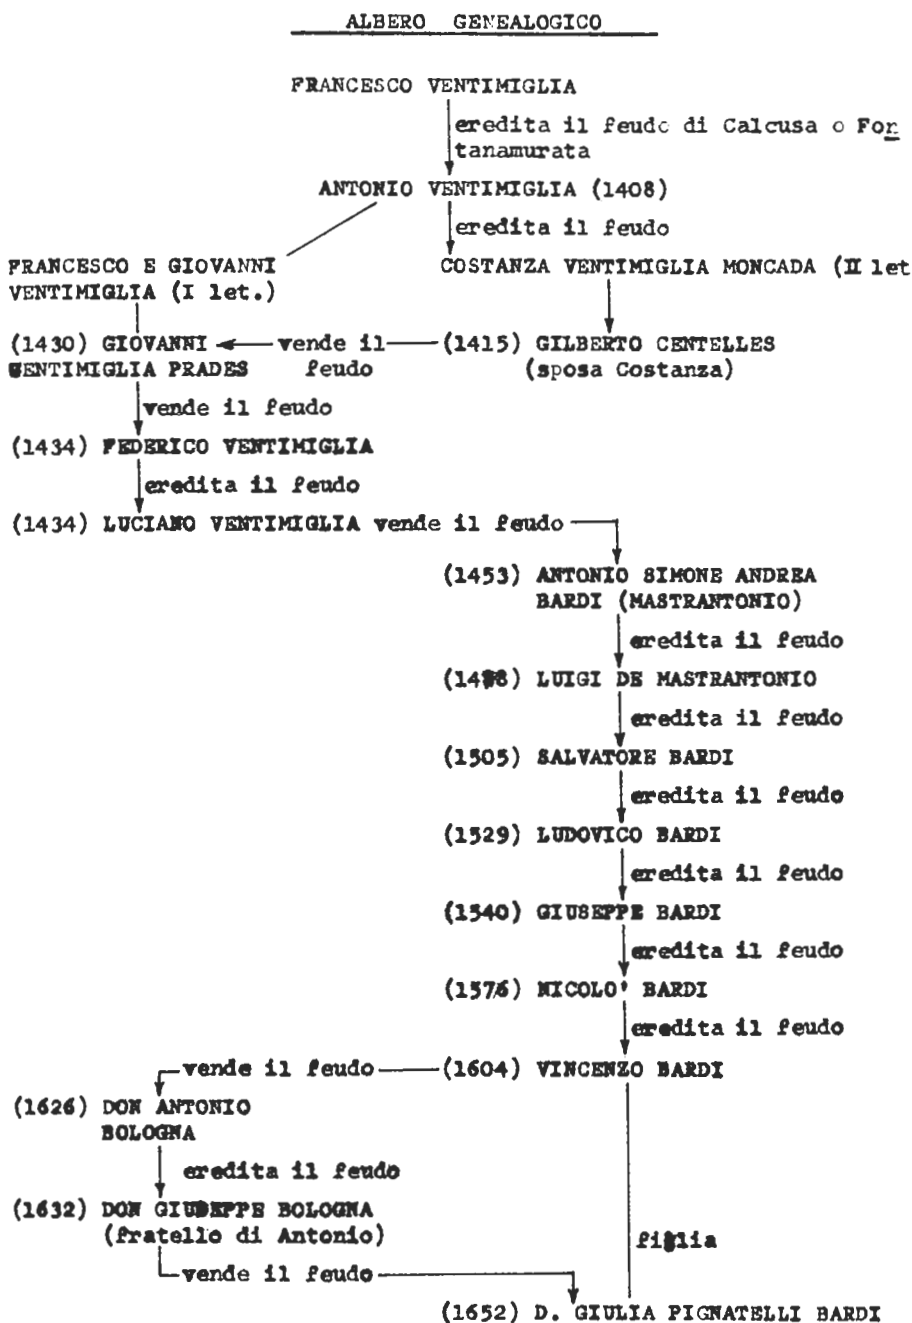 ALBERO GENEALOGICO
FRANCESCO VENTIMIGLIA
eredita il feudo di Calcusa o Fon
tanamurata
ANTONIO VENTIMIGLIA (1408)
eredita il feudo
FRANCESCO E GIOVANNI
VENTIMIGLIA (I let.)
COSTANZA VENTIMIGLIA MONCADA (II let
(1430) GIOVANNI
VENTIMIGLIA PRADES
vende il
feudo
(1415) GILBERTO CENTELLES
(sposa Costanza)
vende il feudo
(1434) FEDERICO VENTIMIGLIA
eredita il feudo
(1434) LUCIANO VENTIMIGLIA vende il feudo
(1453) ANTONIO SIMONE ANDREA
BARDI (MASTRANTONIO)
eredita il feudo
LUIGI DE MASTRANTONIO
eredita il feudo
(1505) SALVATORE BARDI
eredita il feudo
(1529) LUDOVICO BARDI
eredita il feudo
(1540) GIUSEPPE BARDI
eredita il feudo
(1576) NICOLO' BARDI
eredita il feudo
vende il feudo
(1604) VINCENZO BARDI
(1626) DON ANTONIO
BOLOGNA
eredita il feudo
(1632) DON GIUSEPPE BOLOGNA
(fratello di Antonio)
figlia
vende il feudo
(1652) D. GIULIA PIGNATELLI BARDI